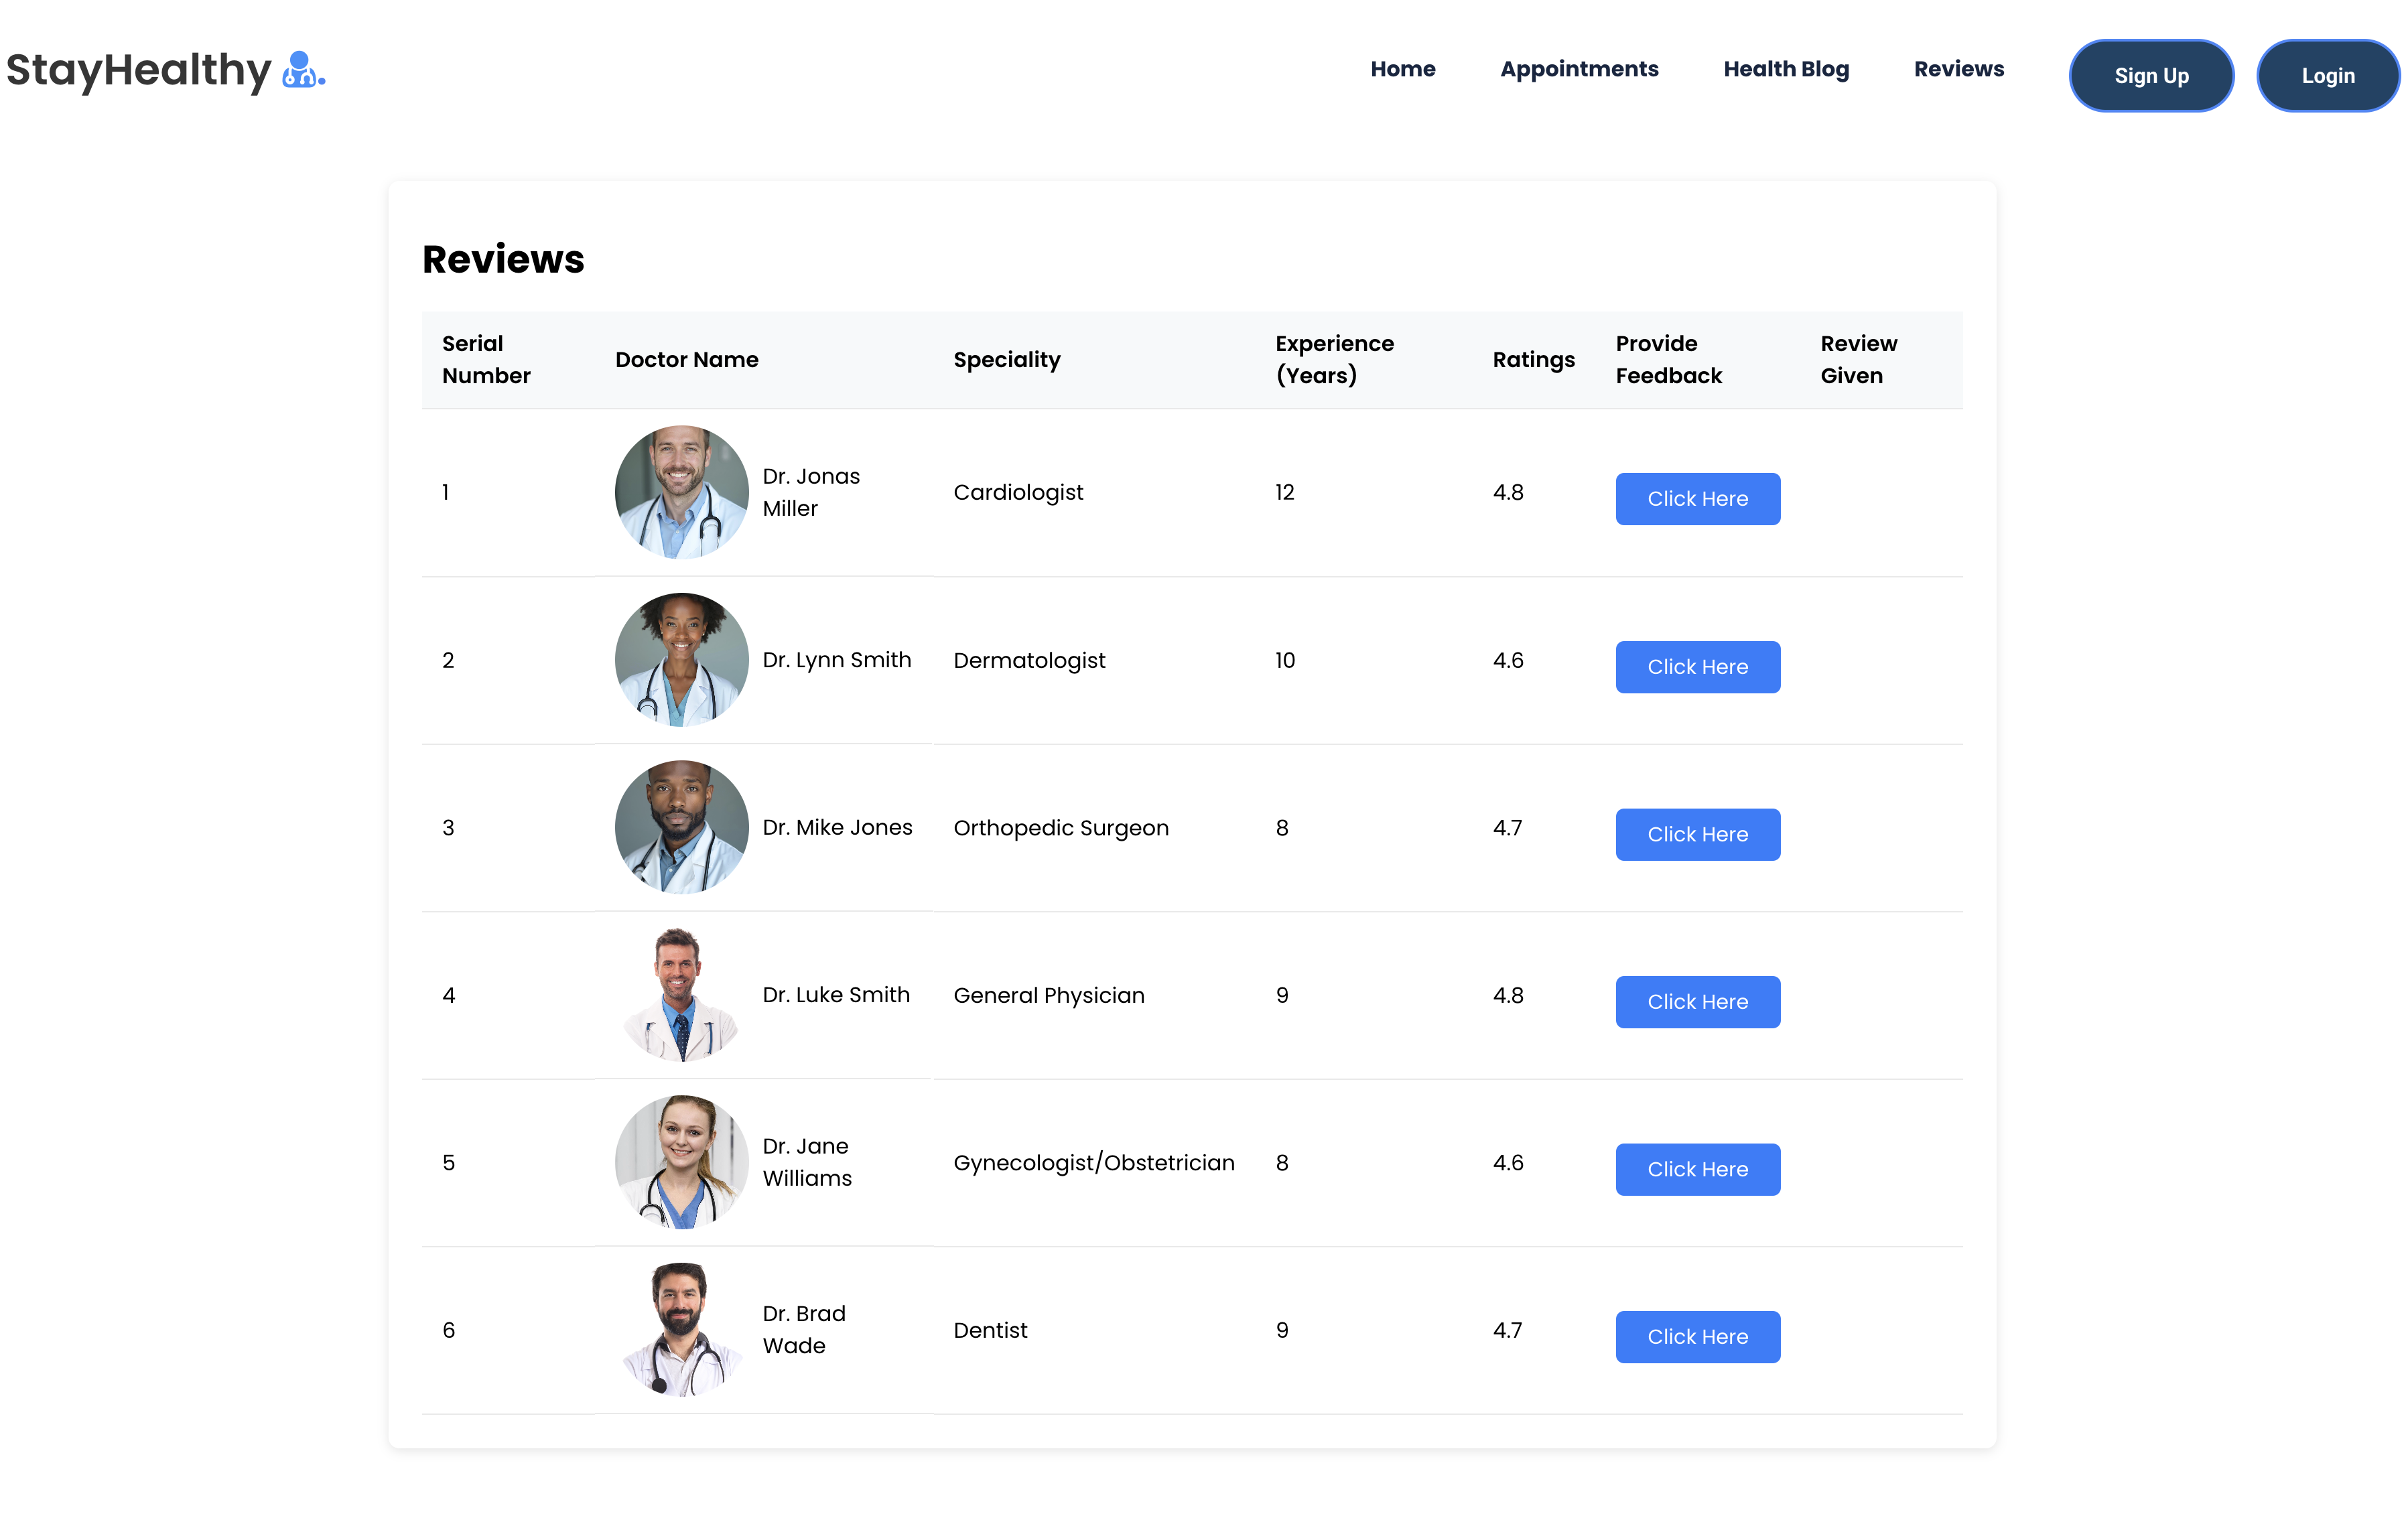 StayHealthy
Home Appointments Health Blog Reviews Sign Up Login
Reviews
Serial Number Doctor Name Speciality Experience (Years) Ratings Provide Feedback Review Given
1 Dr. Jonas Miller Cardiologist 12 4.8 Click Here
2 Dr. Lynn Smith Dermatologist 10 4.6 Click Here
3 Dr. Mike Jones Orthopedic Surgeon 8 4.7 Click Here
4 Dr. Luke Smith General Physician 9 4.8 Click Here
5 Dr. Jane Williams Gynecologist/Obstetrician 8 4.6 Click Here
6 Dr. Brad Wade Dentist 9 4.7 Click Here